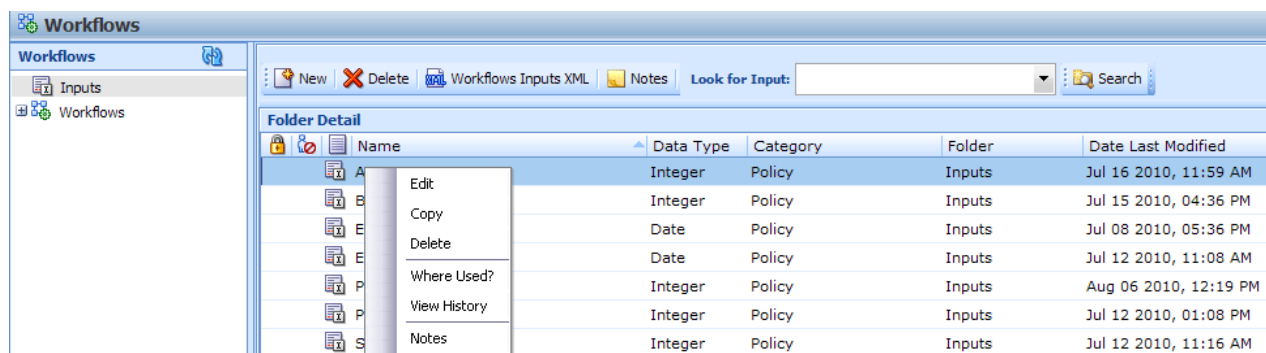 Workflows
Workflows
Inputs
Workflows
New Delete Workflows Inputs XML Notes Look for Input: Search
Folder Detail
Name Data Type Category Folder Date Last Modified
A Integer Policy Inputs Jul 16 2010, 11:59 AM
B Integer Policy Inputs Jul 15 2010, 04:36 PM
E Date Policy Inputs Jul 08 2010, 05:36 PM
E Date Policy Inputs Jul 12 2010, 11:08 AM
P Integer Policy Inputs Aug 06 2010, 12:19 PM
P Integer Policy Inputs Jul 12 2010, 01:08 PM
S Integer Policy Inputs Jul 12 2010, 11:16 AM
Edit
Copy
Delete
Where Used?
View History
Notes